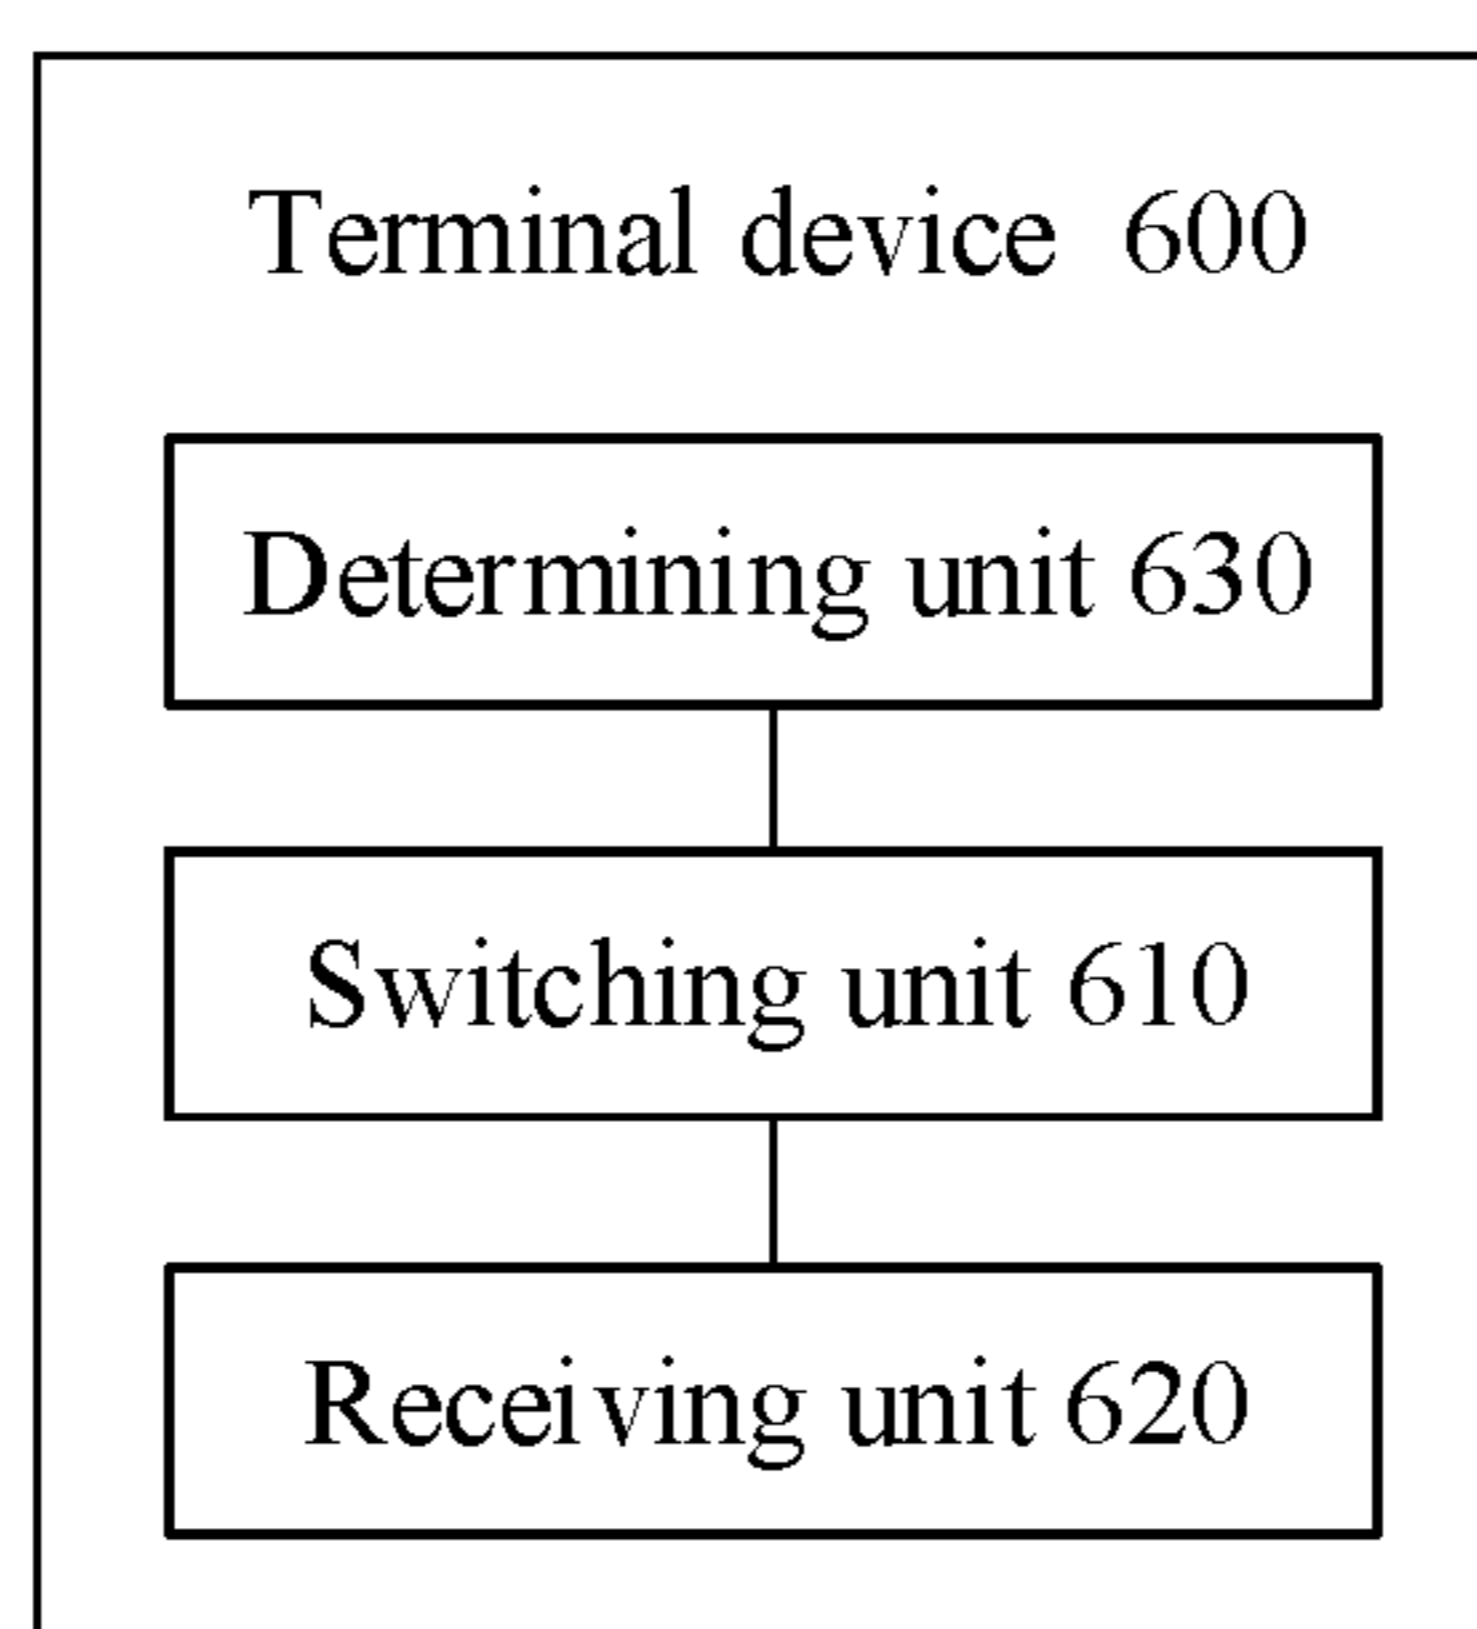 Terminal device 600
Determining unit 630
Switching unit 610
Receiving unit 620